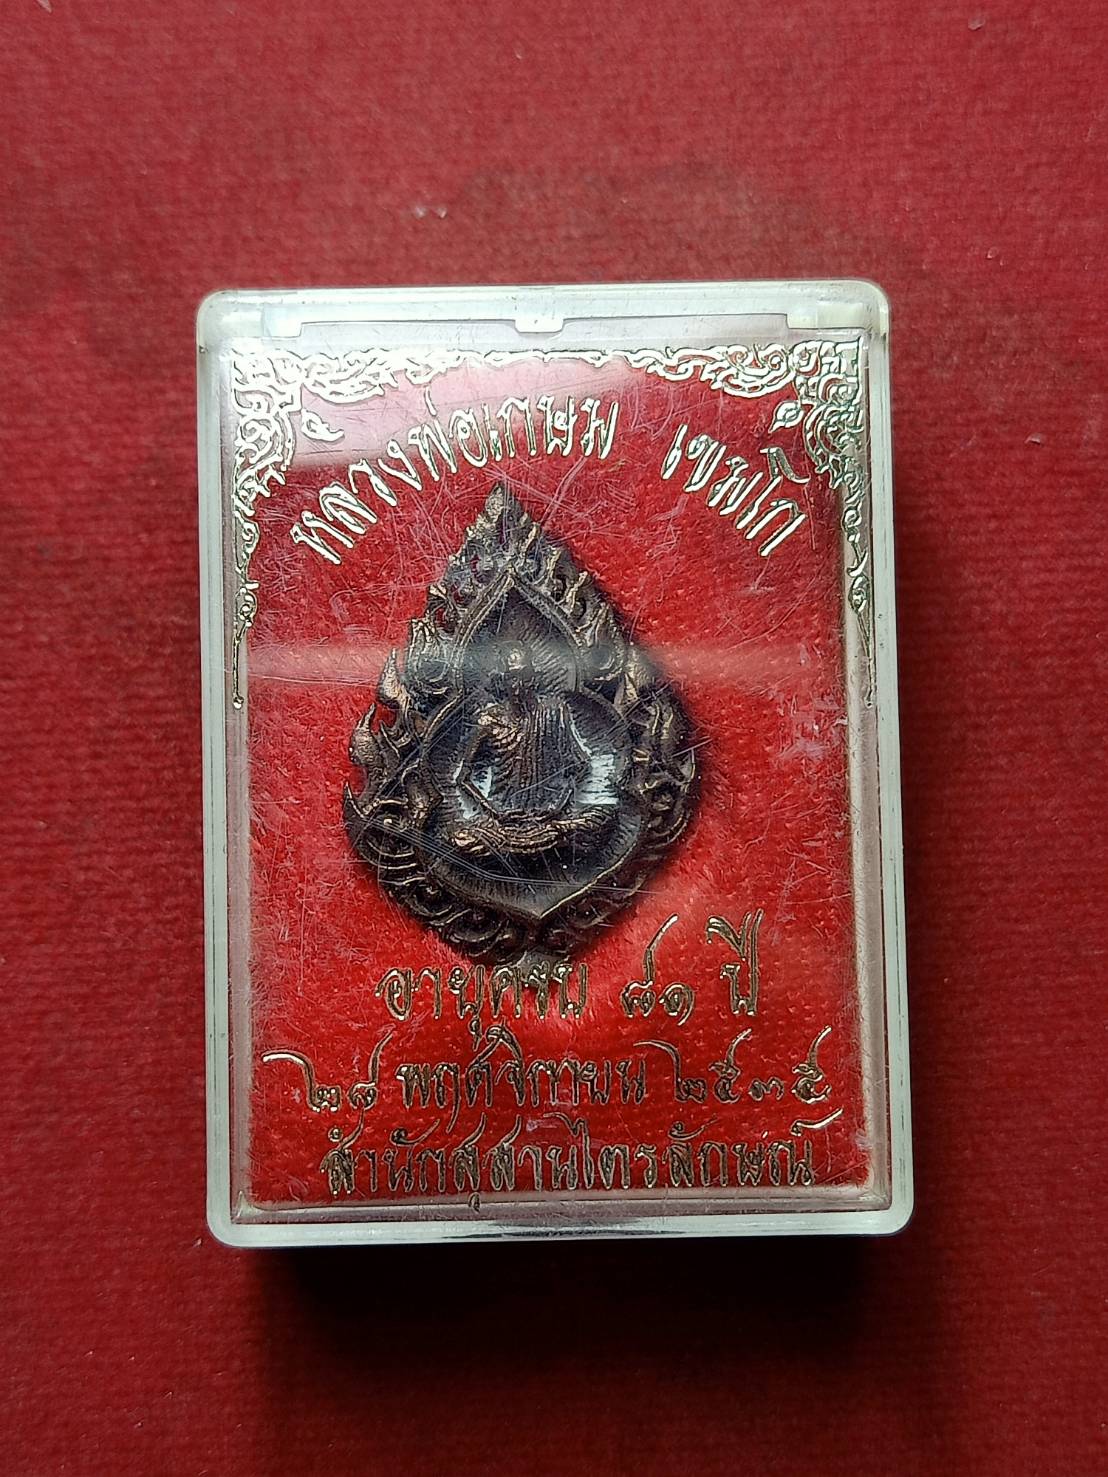 หลวงพ่อเกษม เขมโก
อายุครบ ๘๑ ปี
๒๘ พฤศจิกายน ๒๕๓๕
สำนักสุสานไตรลักษณ์